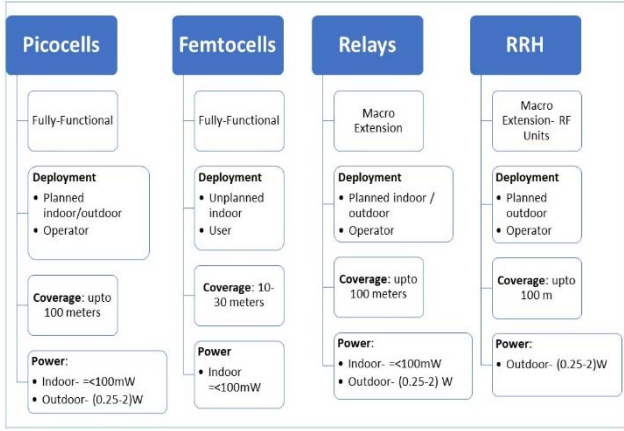 Picocells
Fully-Functional
Deployment
• Planned
indoor/outdoor
• Operator
Coverage: upto
100 meters
Power:
• Indoor- =<100mW
• Outdoor- (0.25-2)W
Femtocells
Fully-Functional
Deployment
• Unplanned
indoor
• User
Coverage: 10-
30 meters
Power
• Indoor
=<100mW
Relays
Macro
Extension
Deployment
• Planned indoor /
outdoor
• Operator
Coverage: upto
100 meters
Power:
• Indoor- =<100mW
• Outdoor- (0.25-2) W
RRH
Macro
Extension- RF
Units
Deployment
• Planned
outdoor
• Operator
Coverage: upto
100 m
Power:
• Outdoor- (0.25-2)W